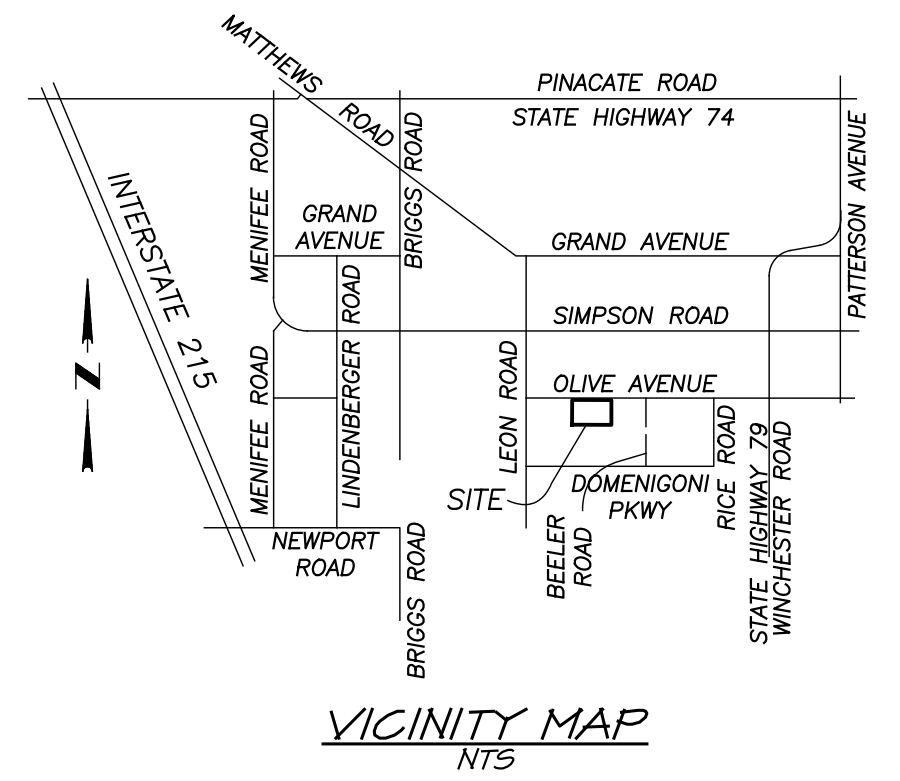 MATTHEWS ROAD
PINACATE ROAD
STATE HIGHWAY 74
MENIFEE ROAD
BRIGGS ROAD
PATTERSON AVENUE
INTERSTATE 215
GRAND
AVENUE
GRAND AVENUE
LINDENBERGER ROAD
SIMPSON ROAD
N
MENIFEE ROAD
LEON ROAD
OLIVE AVENUE
RICE ROAD
STATE HIGHWAY 79
WINCHESTER ROAD
SITE
DOMENIGONI
PKWY
BEELER
ROAD
NEWPORT
ROAD
BRIGGS ROAD
VICINITY MAP
NTS